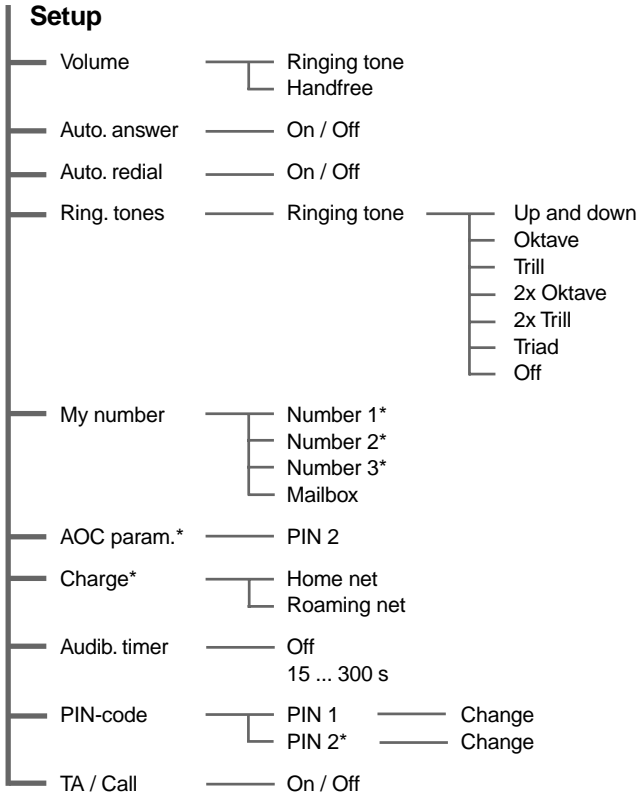 Setup
Volume Ringing tone
Handfree
Auto. answer On / Off
Auto. redial On / Off
Ring. tones Ringing tone Up and down
Oktave
Trill
2x Oktave
2x Trill
Triad
Off
My number Number 1*
Number 2*
Number 3*
Mailbox
AOC param.* PIN 2
Charge* Home net
Roaming net
Audib. timer Off
15 ... 300 s
PIN-code PIN 1 Change
PIN 2* Change
TA / Call On / Off